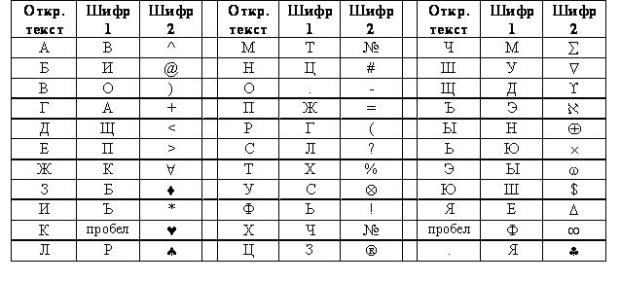 Откр. текст Шифр 1 Шифр 2 Откр. текст Шифр 1 Шифр 2 Откр. текст Шифр 1 Шифр 2
А В ^ М Т № Ч М ∑
Б И @ Н Ц # Ш У ∇
В О ) О . - Щ Д ϒ
Г А + П Ж = Ъ Э ℵ
Д Щ < Р Г ( Ы Н ⊕
Е П > С Л ? Ь Ю ×
Ж К ∀ Т Х % Э Ы ω
З Б ♦ У С ⊗ Ю Ш $
И Ъ * Ф Ь ! Я Е Δ
К пробел ♥ Х Ч № пробел Ф ∞
Л Р ♠ Ц З ® . Я ♣